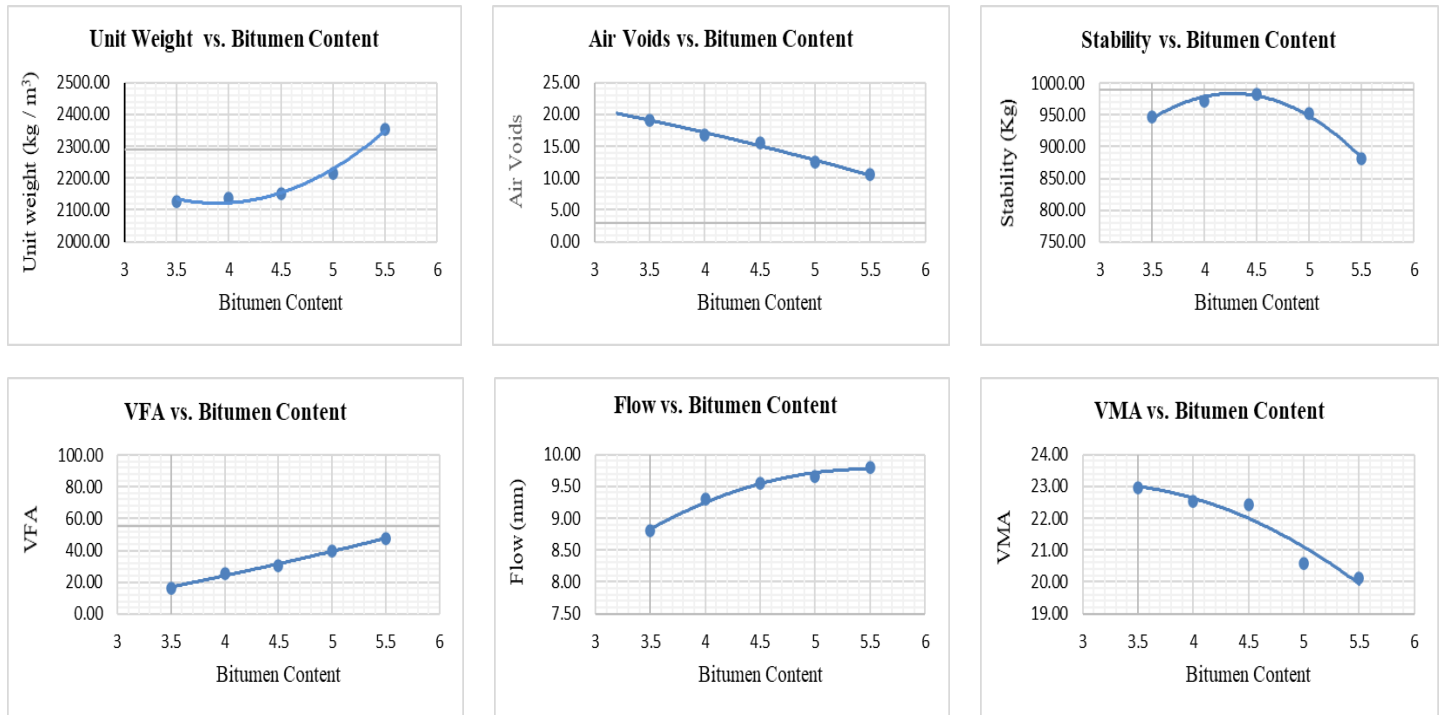 Unit Weight vs. Bitumen Content
Unit weight (kg / m³)
2500.00
2400.00
2300.00
2200.00
2100.00
2000.00
3 3.5 4 4.5 5 5.5 6
Bitumen Content
Air Voids vs. Bitumen Content
Air Voids
25.00
20.00
15.00
10.00
5.00
0.00
3 3.5 4 4.5 5 5.5 6
Bitumen Content
Stability vs. Bitumen Content
Stability (Kg)
1000.00
950.00
900.00
850.00
800.00
750.00
3 3.5 4 4.5 5 5.5 6
Bitumen Content
VFA vs. Bitumen Content
VFA
100.00
80.00
60.00
40.00
20.00
0.00
3 3.5 4 4.5 5 5.5 6
Bitumen Content
Flow vs. Bitumen Content
Flow (mm)
10.00
9.50
9.00
8.50
8.00
7.50
3 3.5 4 4.5 5 5.5 6
Bitumen Content
VMA vs. Bitumen Content
VMA
24.00
23.00
22.00
21.00
20.00
19.00
3 3.5 4 4.5 5 5.5 6
Bitumen Content